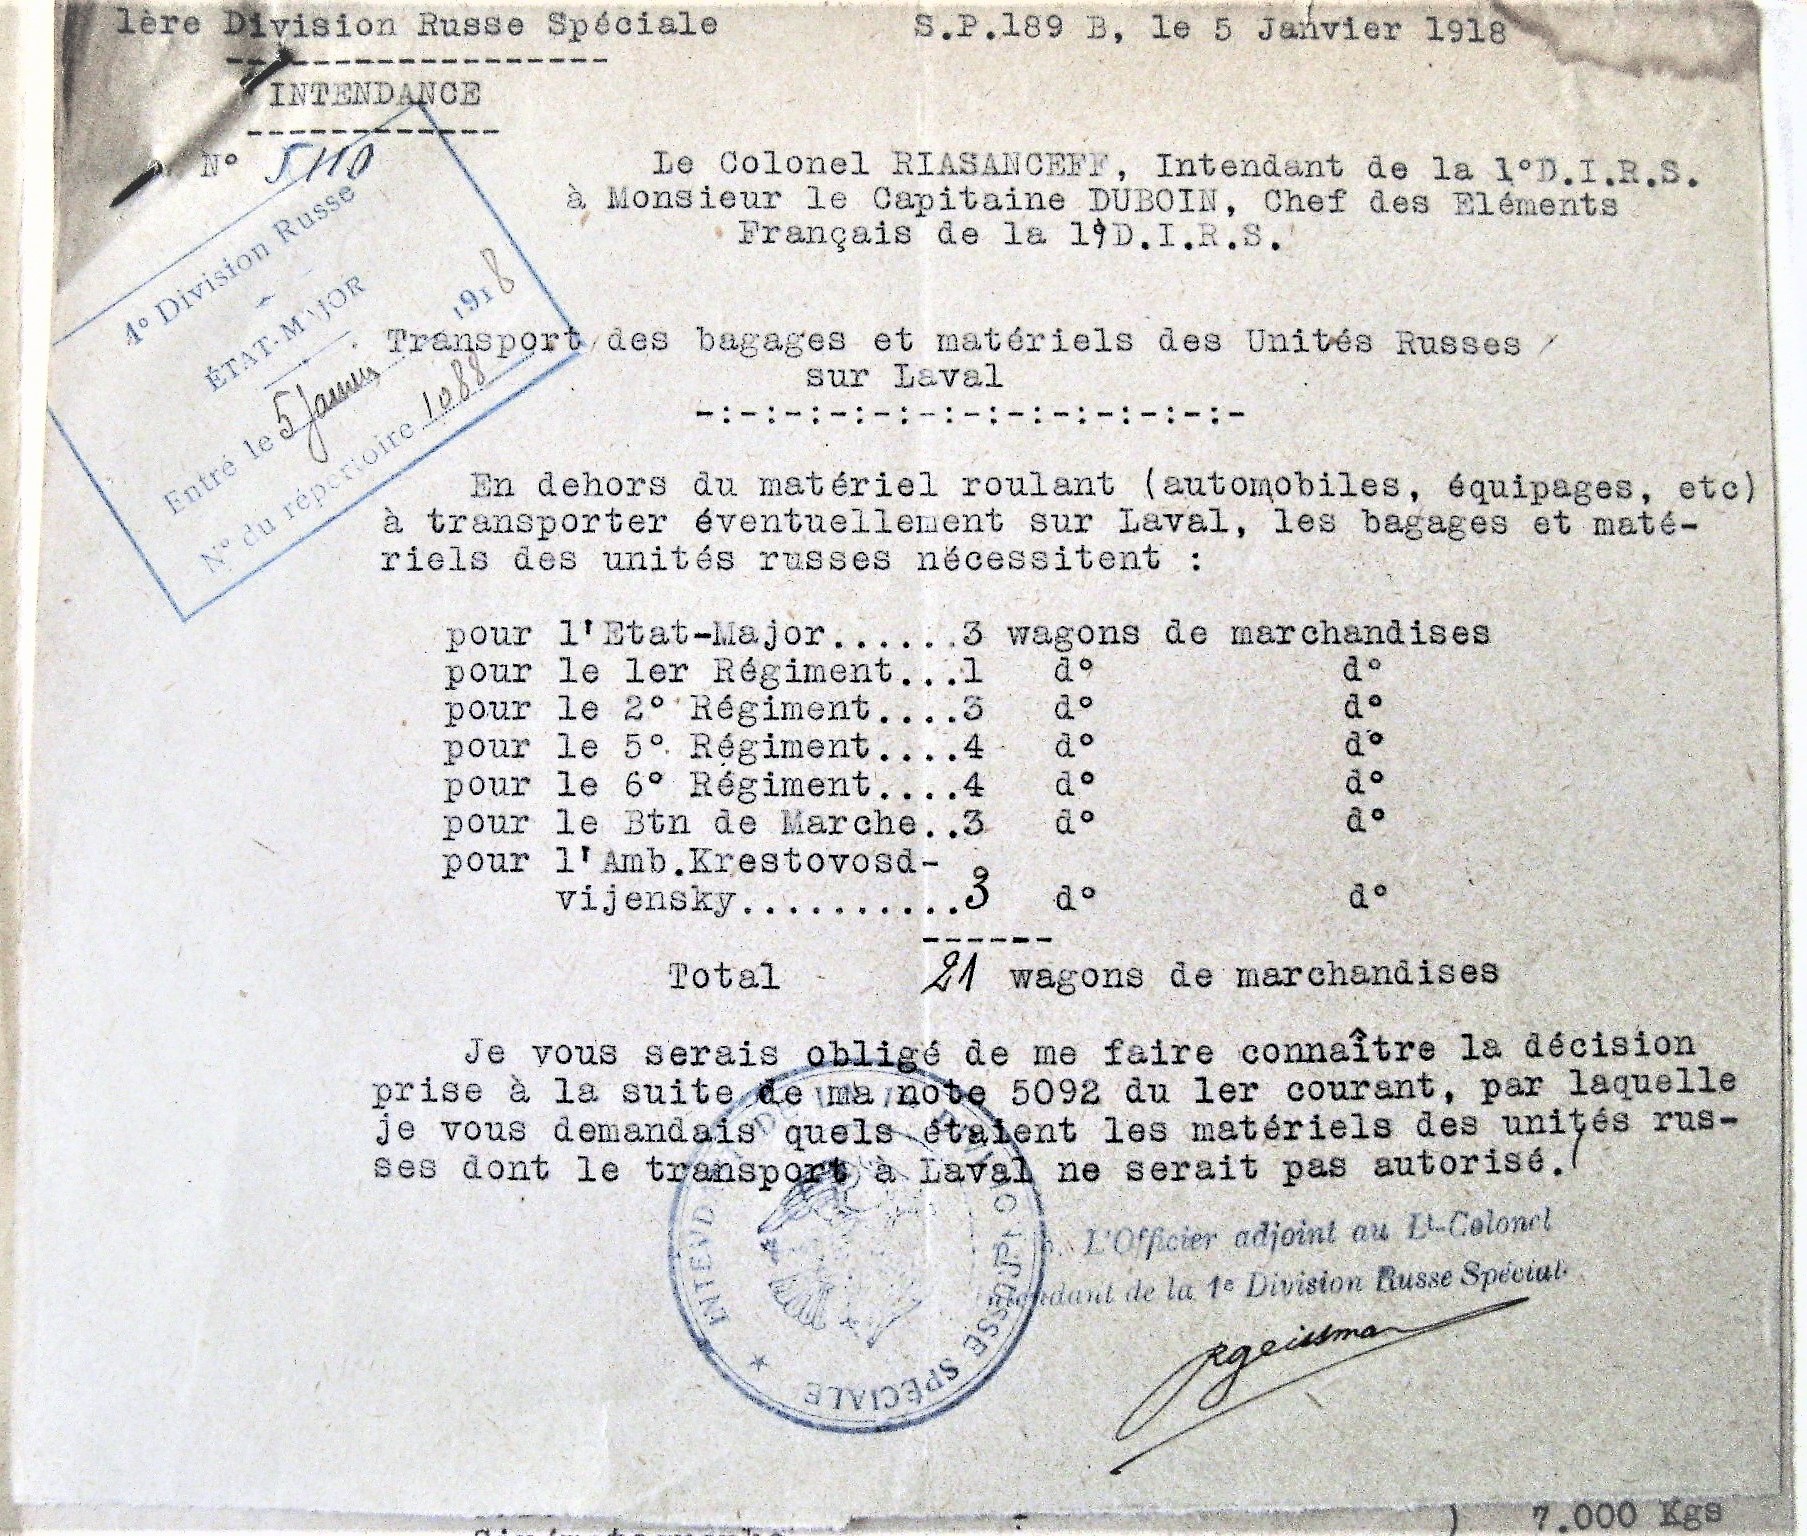 1ère Division Russe Spéciale
S.P.189 B, le 5 Janvier 1918
------------------
INTENDANCE
------------
N° 5110
Le Colonel RIASANCEFF, Intendant de la 1°D.I.R.S.
à Monsieur le Capitaine DUBOIN, Chef des Eléments
Français de la 1°D.I.R.S.
1° Division Russe
ÉTAT-MAJOR
Entré le 5 Janvier 1918
N° du répertoire 1088
Transport des bagages et matériels des Unités Russes
sur Laval
-:-:-:-:-:-:-:-:-:-:-:-:-
En dehors du matériel roulant (automobiles, équipages, etc)
à transporter éventuellement sur Laval, les bagages et maté-
riels des unités russes nécessitent :
pour l'Etat-Major......3 wagons de marchandises
pour le 1er Régiment...1 d° d°
pour le 2° Régiment....3 d° d°
pour le 5° Régiment....4 d° d°
pour le 6° Régiment....4 d° d°
pour le Btn de Marche..3 d° d°
pour l'Amb.Krestovosd-
vijensky..........3 d° d°
------
Total 21 wagons de marchandises
Je vous serais obligé de me faire connaître la décision
prise à la suite de ma note 5092 du 1er courant, par laquelle
je vous demandais quels étaient les matériels des unités rus-
ses dont le transport à Laval ne serait pas autorisé.
RUSSE SPÉCIALE
L'Officier adjoint au Lt-Colonel
Intendant de la 1e Division Russe Spéciale
Rgeissman
) 7.000 Kgs